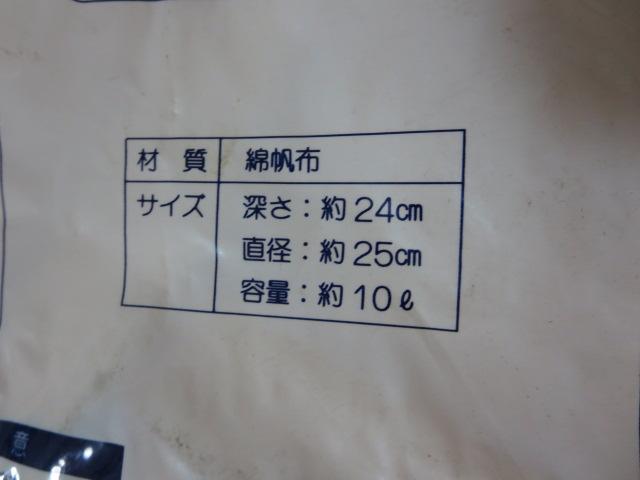 材 質 綿帆布
サイズ 深さ：約24㎝
直径：約25㎝
容量：約10ℓ
意